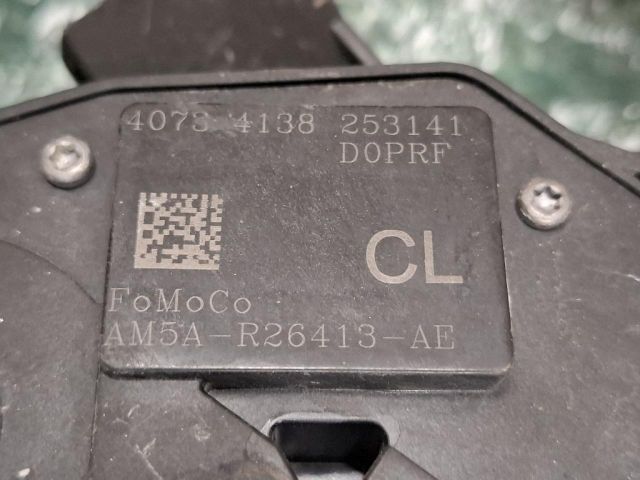 4073 4138 253141
D0PRF
CL
FoMoCo
AM5A-R26413-AE